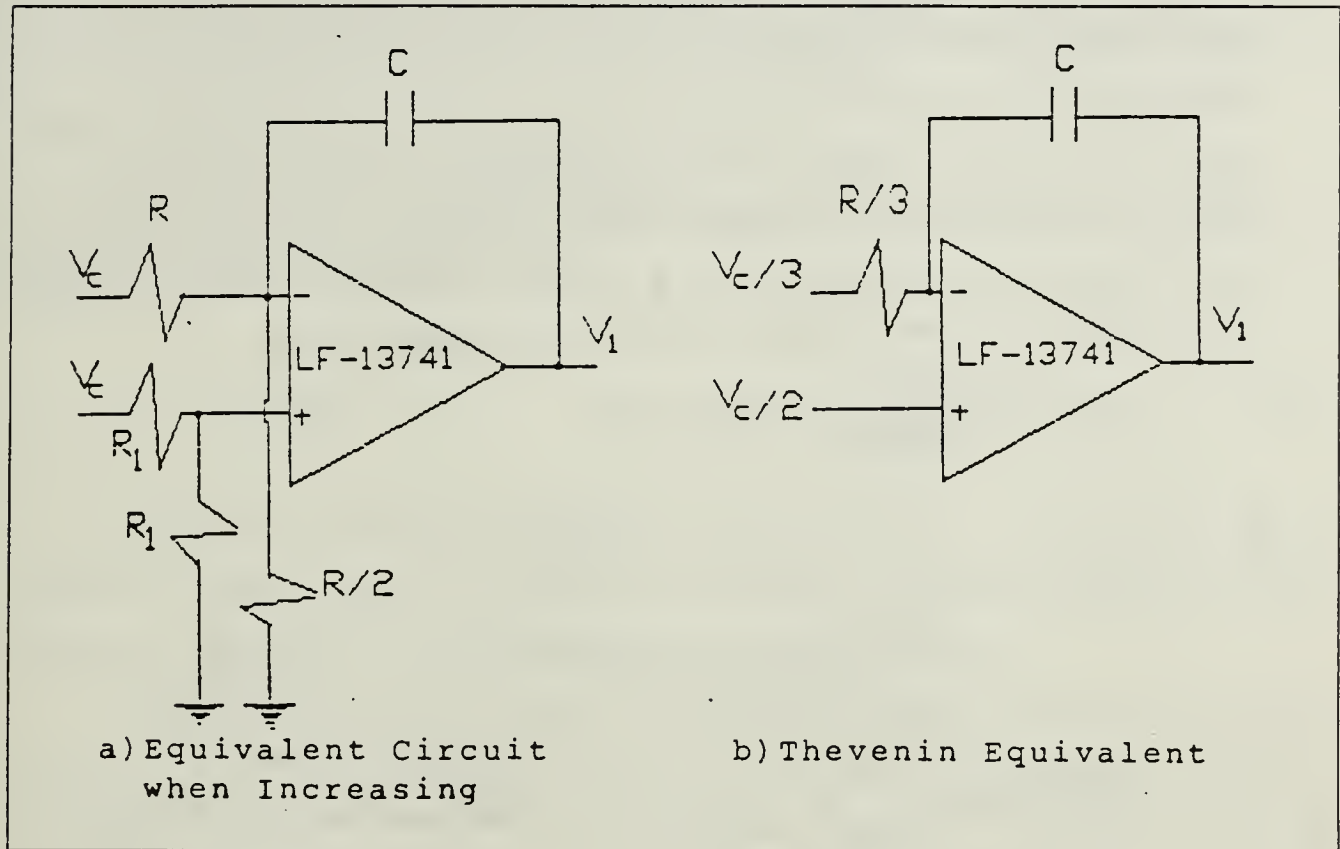 C
R
Vc
-
LF-13741
V1
Vc
+
R1
R1
R/2
a) Equivalent Circuit
when Increasing
C
R/3
Vc/3
-
LF-13741
V1
Vc/2
+
b) Thevenin Equivalent